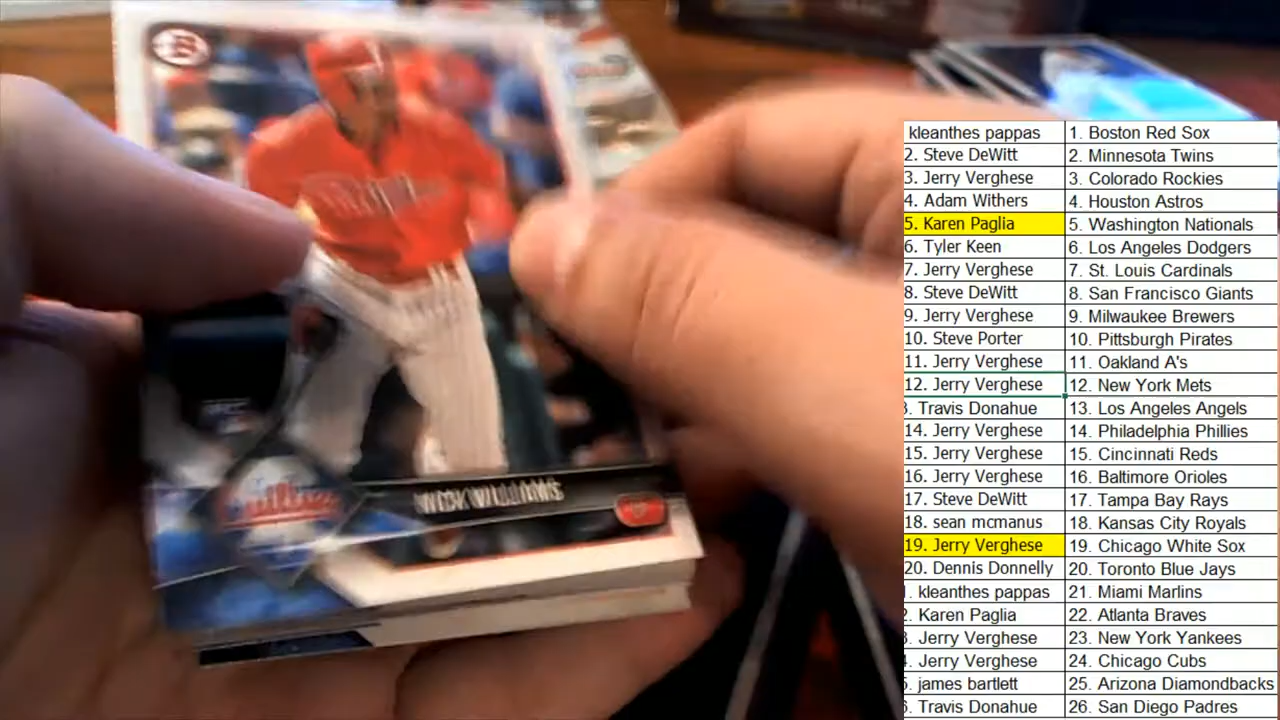 NICK WILLIAMS
Phillies
kleanthes pappas 1. Boston Red Sox
2. Steve DeWitt 2. Minnesota Twins
3. Jerry Verghese 3. Colorado Rockies
4. Adam Withers 4. Houston Astros
5. Karen Paglia 5. Washington Nationals
6. Tyler Keen 6. Los Angeles Dodgers
7. Jerry Verghese 7. St. Louis Cardinals
8. Steve DeWitt 8. San Francisco Giants
9. Jerry Verghese 9. Milwaukee Brewers
10. Steve Porter 10. Pittsburgh Pirates
11. Jerry Verghese 11. Oakland A's
12. Jerry Verghese 12. New York Mets
. Travis Donahue 13. Los Angeles Angels
14. Jerry Verghese 14. Philadelphia Phillies
15. Jerry Verghese 15. Cincinnati Reds
16. Jerry Verghese 16. Baltimore Orioles
17. Steve DeWitt 17. Tampa Bay Rays
18. sean mcmanus 18. Kansas City Royals
19. Jerry Verghese 19. Chicago White Sox
20. Dennis Donnelly 20. Toronto Blue Jays
. kleanthes pappas 21. Miami Marlins
. Karen Paglia 22. Atlanta Braves
. Jerry Verghese 23. New York Yankees
. Jerry Verghese 24. Chicago Cubs
. james bartlett 25. Arizona Diamondbacks
. Travis Donahue 26. San Diego Padres